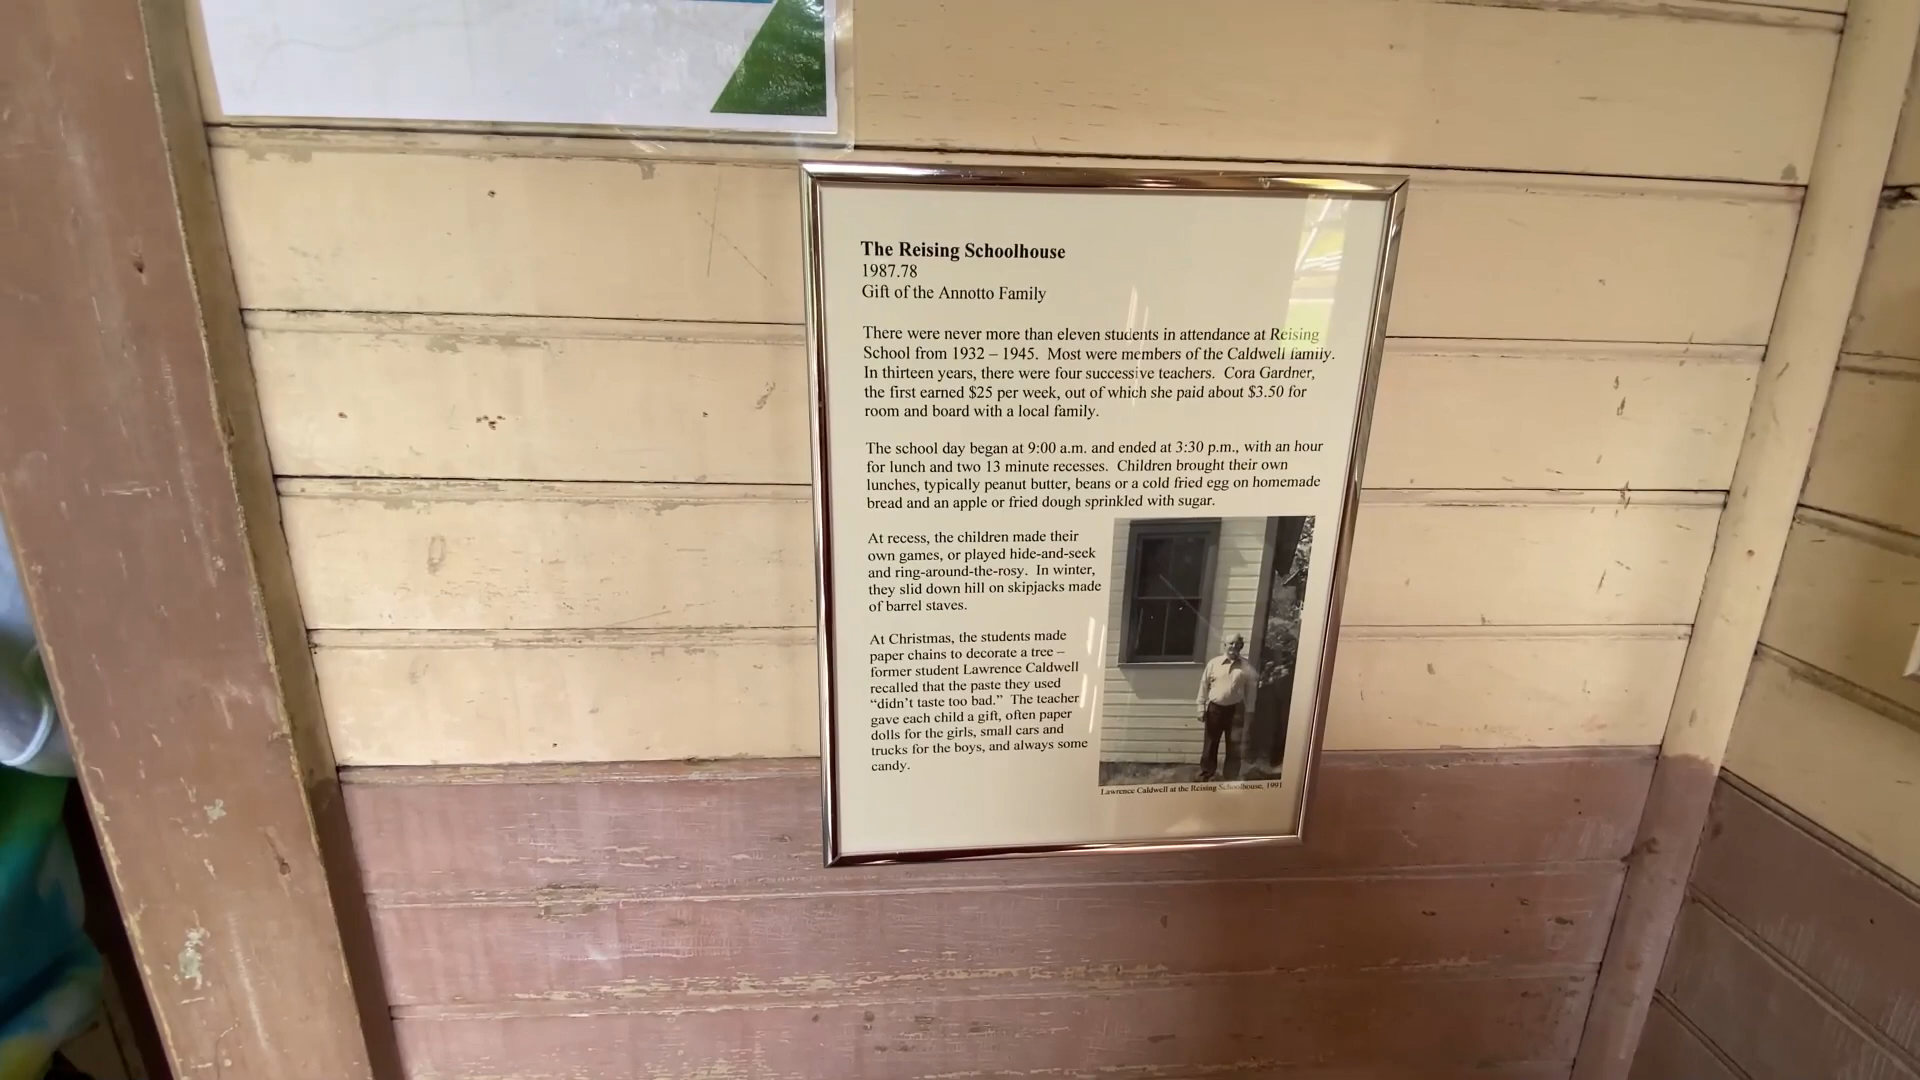 The Reising Schoolhouse
1987.78
Gift of the Annotto Family
There were never more than eleven students in attendance at Reising
School from 1932 – 1945. Most were members of the Caldwell family.
In thirteen years, there were four successive teachers. Cora Gardner,
the first earned $25 per week, out of which she paid about $3.50 for
room and board with a local family.
The school day began at 9:00 a.m. and ended at 3:30 p.m., with an hour
for lunch and two 13 minute recesses. Children brought their own
lunches, typically peanut butter, beans or a cold fried egg on homemade
bread and an apple or fried dough sprinkled with sugar.
At recess, the children made their
own games, or played hide-and-seek
and ring-around-the-rosy. In winter,
they slid down hill on skipjacks made
of barrel staves.
At Christmas, the students made
paper chains to decorate a tree –
former student Lawrence Caldwell
recalled that the paste they used
“didn’t taste too bad.” The teacher
gave each child a gift, often paper
dolls for the girls, small cars and
trucks for the boys, and always some
candy.
Lawrence Caldwell at the Reising Schoolhouse, 1991